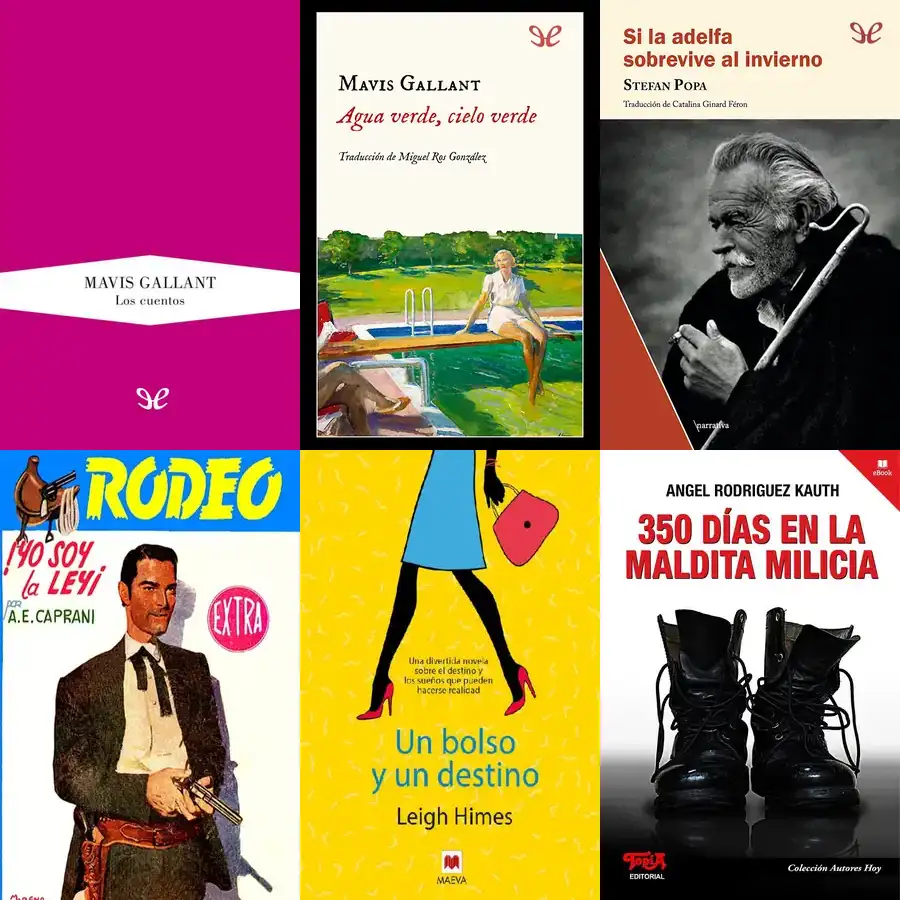 MAVIS GALLANT
Los cuentos
MAVIS GALLANT
Agua verde, cielo verde
Traducción de Miguel Ros González
Si la adelfa
sobrevive al invierno
STEFAN POPA
Traducción de Catalina Ginard Féron
\narrativa
RODEO
¡YO SOY
la LEY!
POR
A.E. CAPRANI
EXTRA
MORENO
Una divertida novela
sobre el destino y
los sueños que pueden
hacerse realidad
Un bolso
y un destino
Leigh Himes
MAEVA
eBook
ANGEL RODRIGUEZ KAUTH
350 DÍAS EN LA
MALDITA MILICIA
TOPIA
EDITORIAL
Colección Autores Hoy